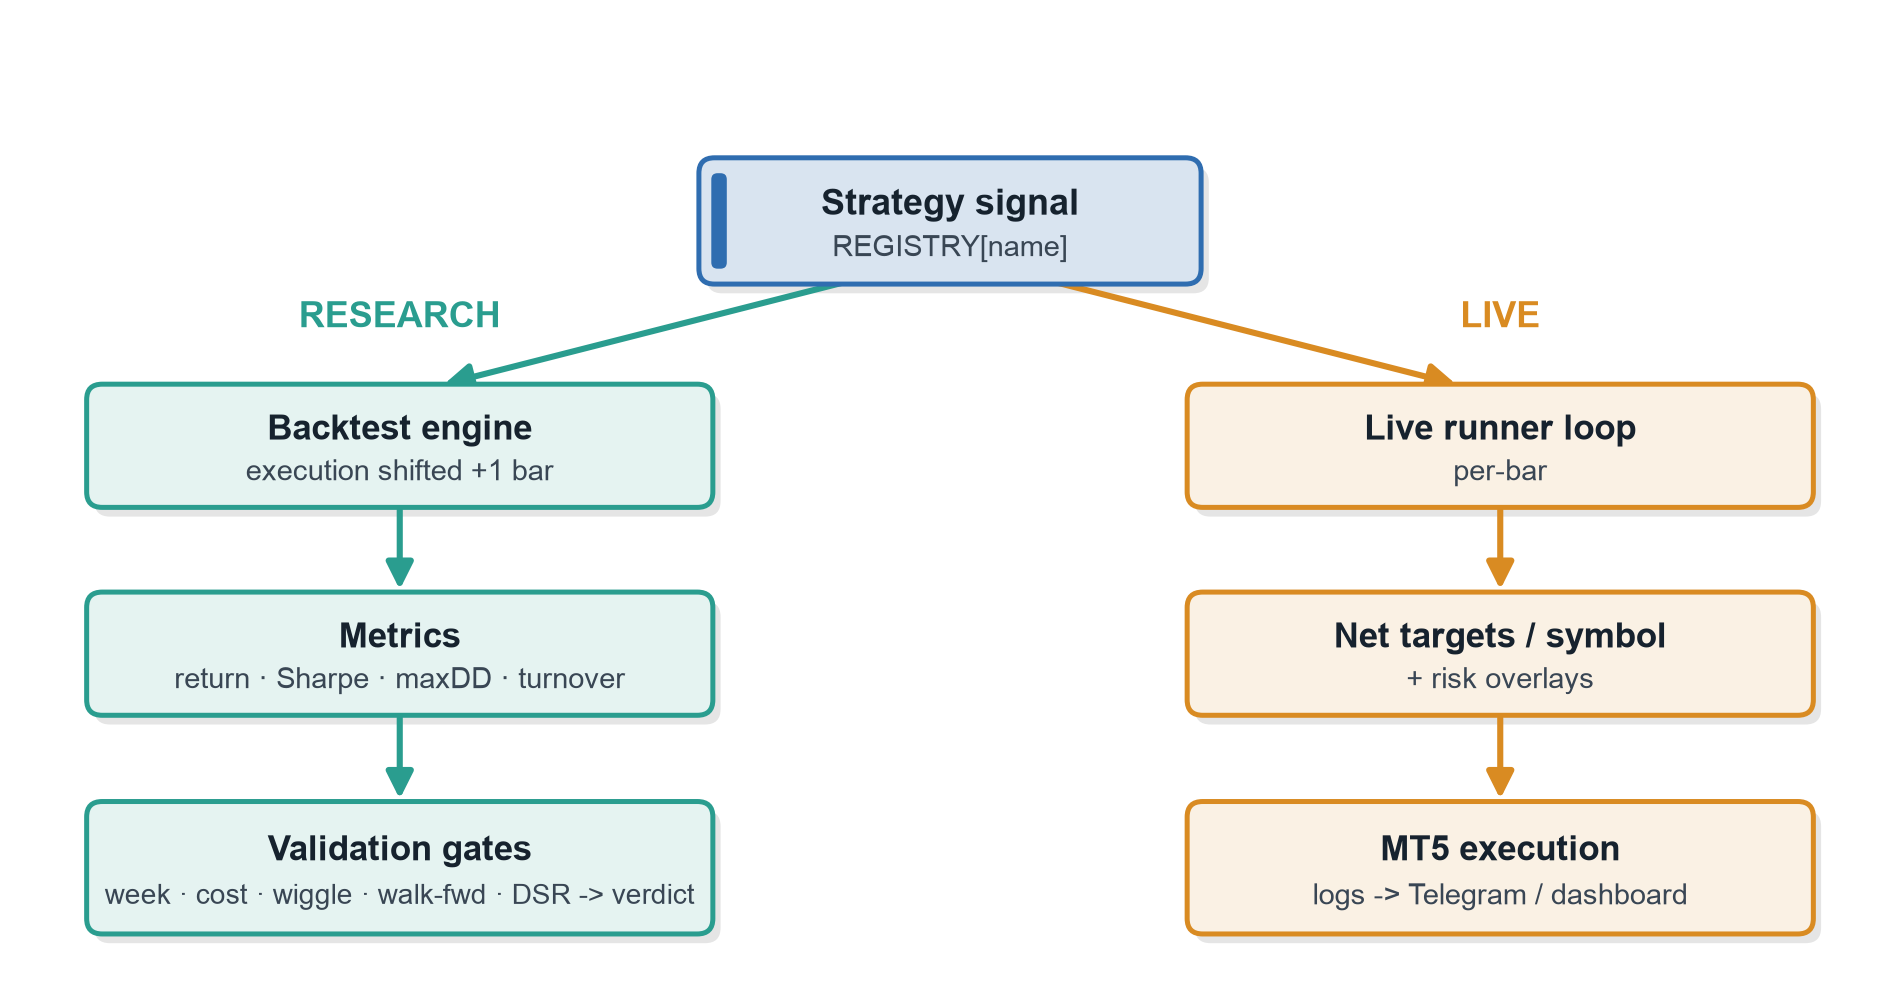 Strategy signal
REGISTRY[name]
RESEARCH
LIVE
Backtest engine
execution shifted +1 bar
Live runner loop
per-bar
Metrics
return · Sharpe · maxDD · turnover
Net targets / symbol
+ risk overlays
Validation gates
week · cost · wiggle · walk-fwd · DSR -> verdict
MT5 execution
logs -> Telegram / dashboard